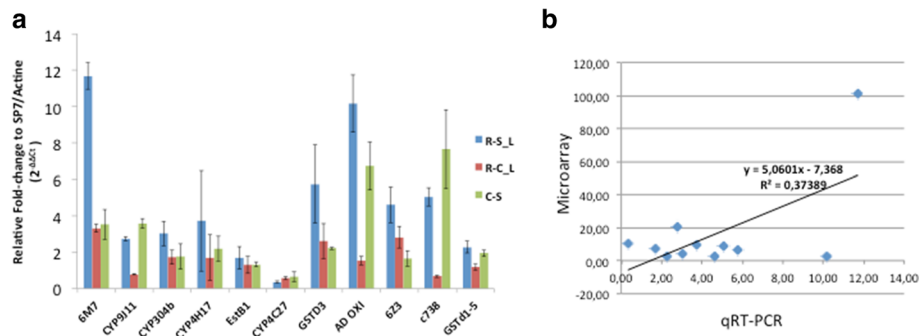 a
Relative Fold-change to SP7/Actine
(2^-ΔΔCt)
14
12
10
8
6
4
2
0
6M7
CYP9J11
CYP304b
CYP4H17
EstB1
CYP4C27
GSTD3
AD OXI
623
c738
GSTd1-5
R-S_L
R-C_L
C-S
b
Microarray
120,00
100,00
80,00
60,00
40,00
20,00
0,00
-20,00
y = 5,0601x - 7,368
R² = 0,37389
0,00 2,00 4,00 6,00 8,00 10,00 12,00 14,00
qRT-PCR